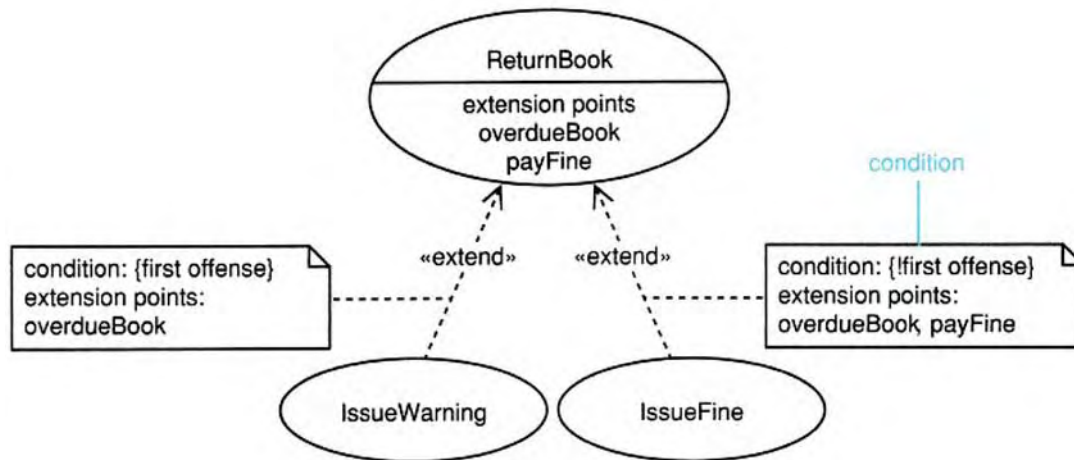 ReturnBook
extension points
overdueBook
payFine
condition
«extend»
«extend»
condition: {first offense}
extension points:
overdueBook
condition: {!first offense}
extension points:
overdueBook, payFine
IssueWarning
IssueFine